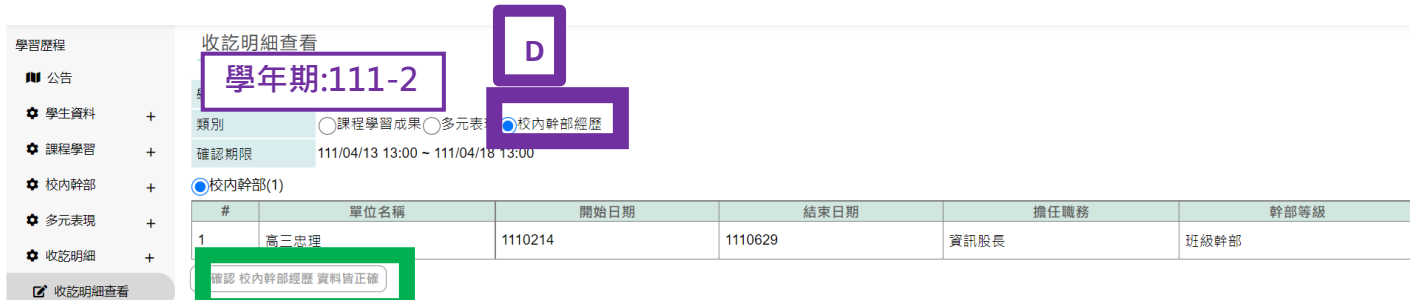 學習歷程
公告
學生資料 +
課程學習 +
校內幹部 +
多元表現 +
收訖明細 +
收訖明細查看
收訖明細查看
D
學年期:111-2
類別 課程學習成果 多元表現 校內幹部經歷
確認期限 111/04/13 13:00 ~ 111/04/18 13:00
校內幹部(1)
# 單位名稱 開始日期 結束日期 擔任職務 幹部等級
1 高三忠理 1110214 1110629 資訊股長 班級幹部
確認 校內幹部經歷 資料皆正確